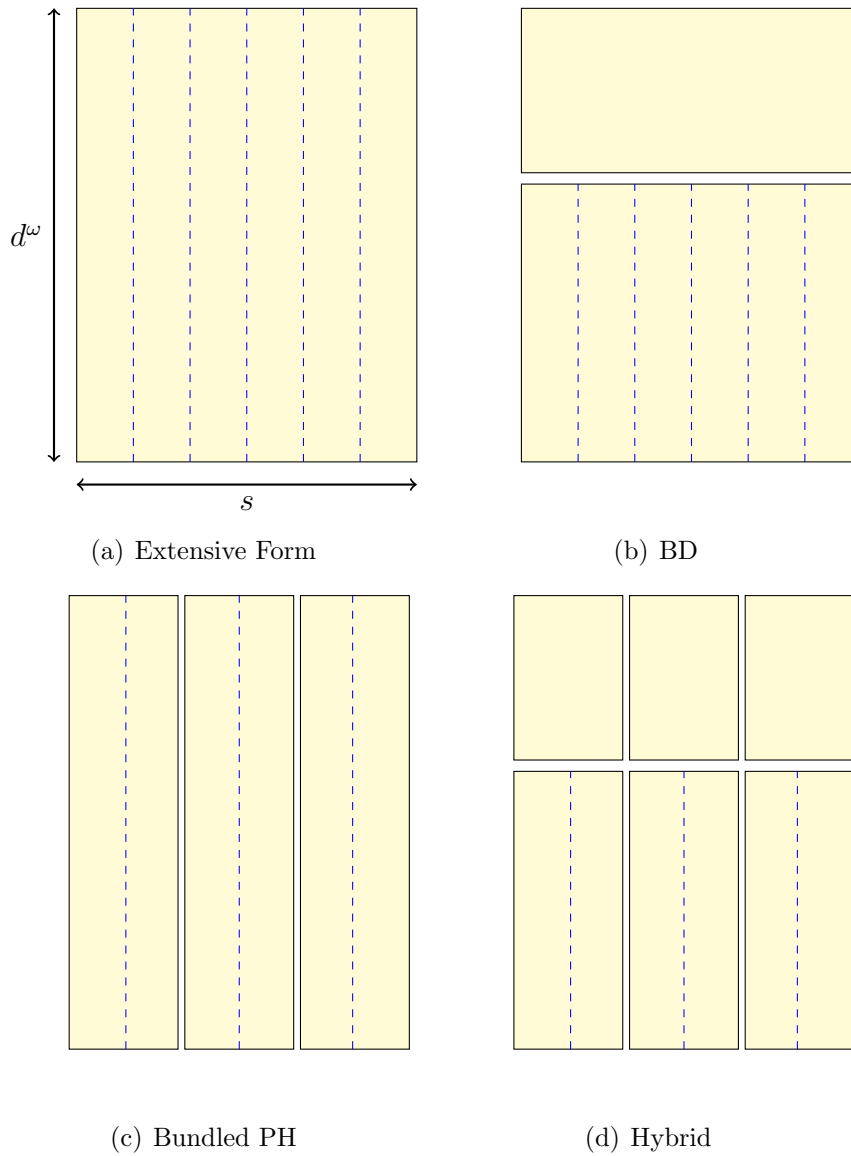 d^ω
s
(a) Extensive Form
(b) BD
(c) Bundled PH
(d) Hybrid